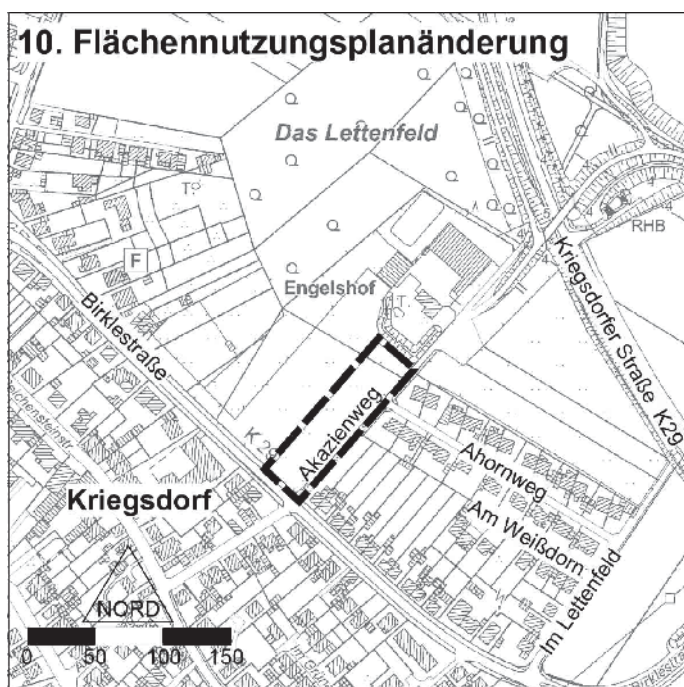 10. Flächennutzungsplanänderung
Das Lettenfeld
T
F
RHB
Engelshof
T
Birklestraße
Kriegsdorfer Straße K29
K 29
Akazienweg
Ahornweg
Kriegsdorf
Am Weißdorn
Im Lettenfeld
NORD
0 50 100 150